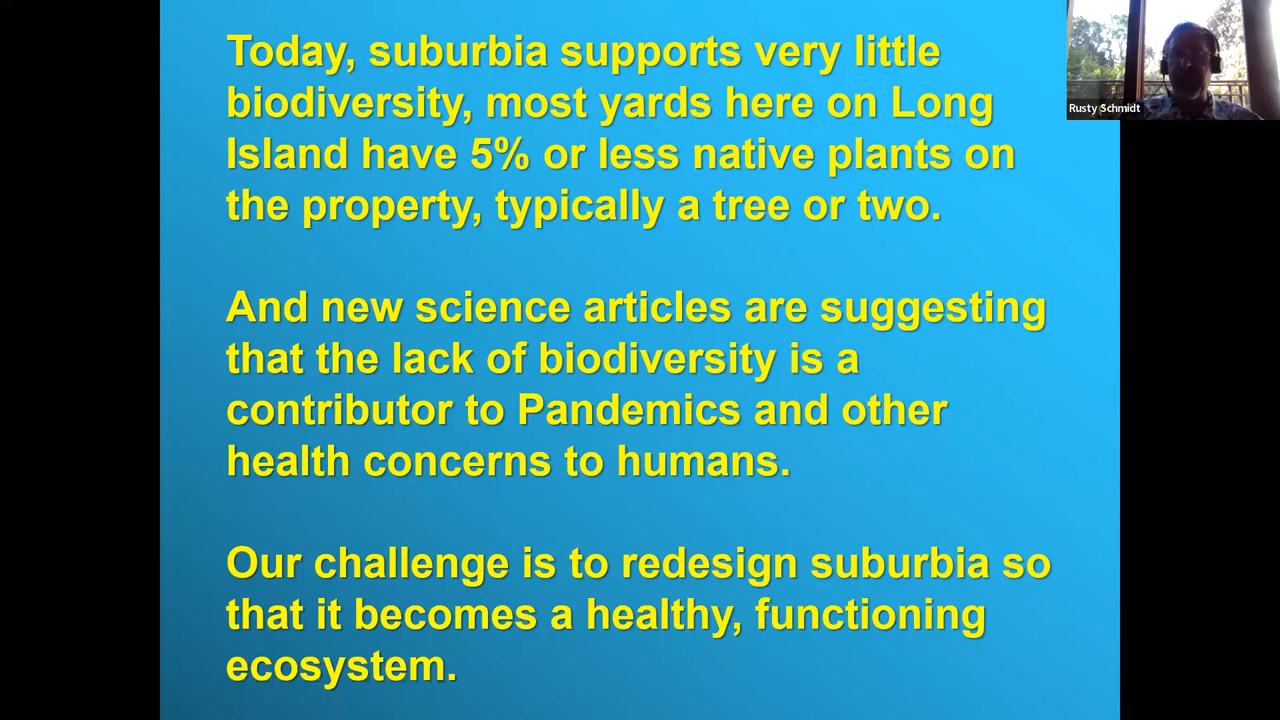 Today, suburbia supports very little
biodiversity, most yards here on Long
Island have 5% or less native plants on
the property, typically a tree or two.
And new science articles are suggesting
that the lack of biodiversity is a
contributor to Pandemics and other
health concerns to humans.
Our challenge is to redesign suburbia so
that it becomes a healthy, functioning
ecosystem.
Rusty Schmidt